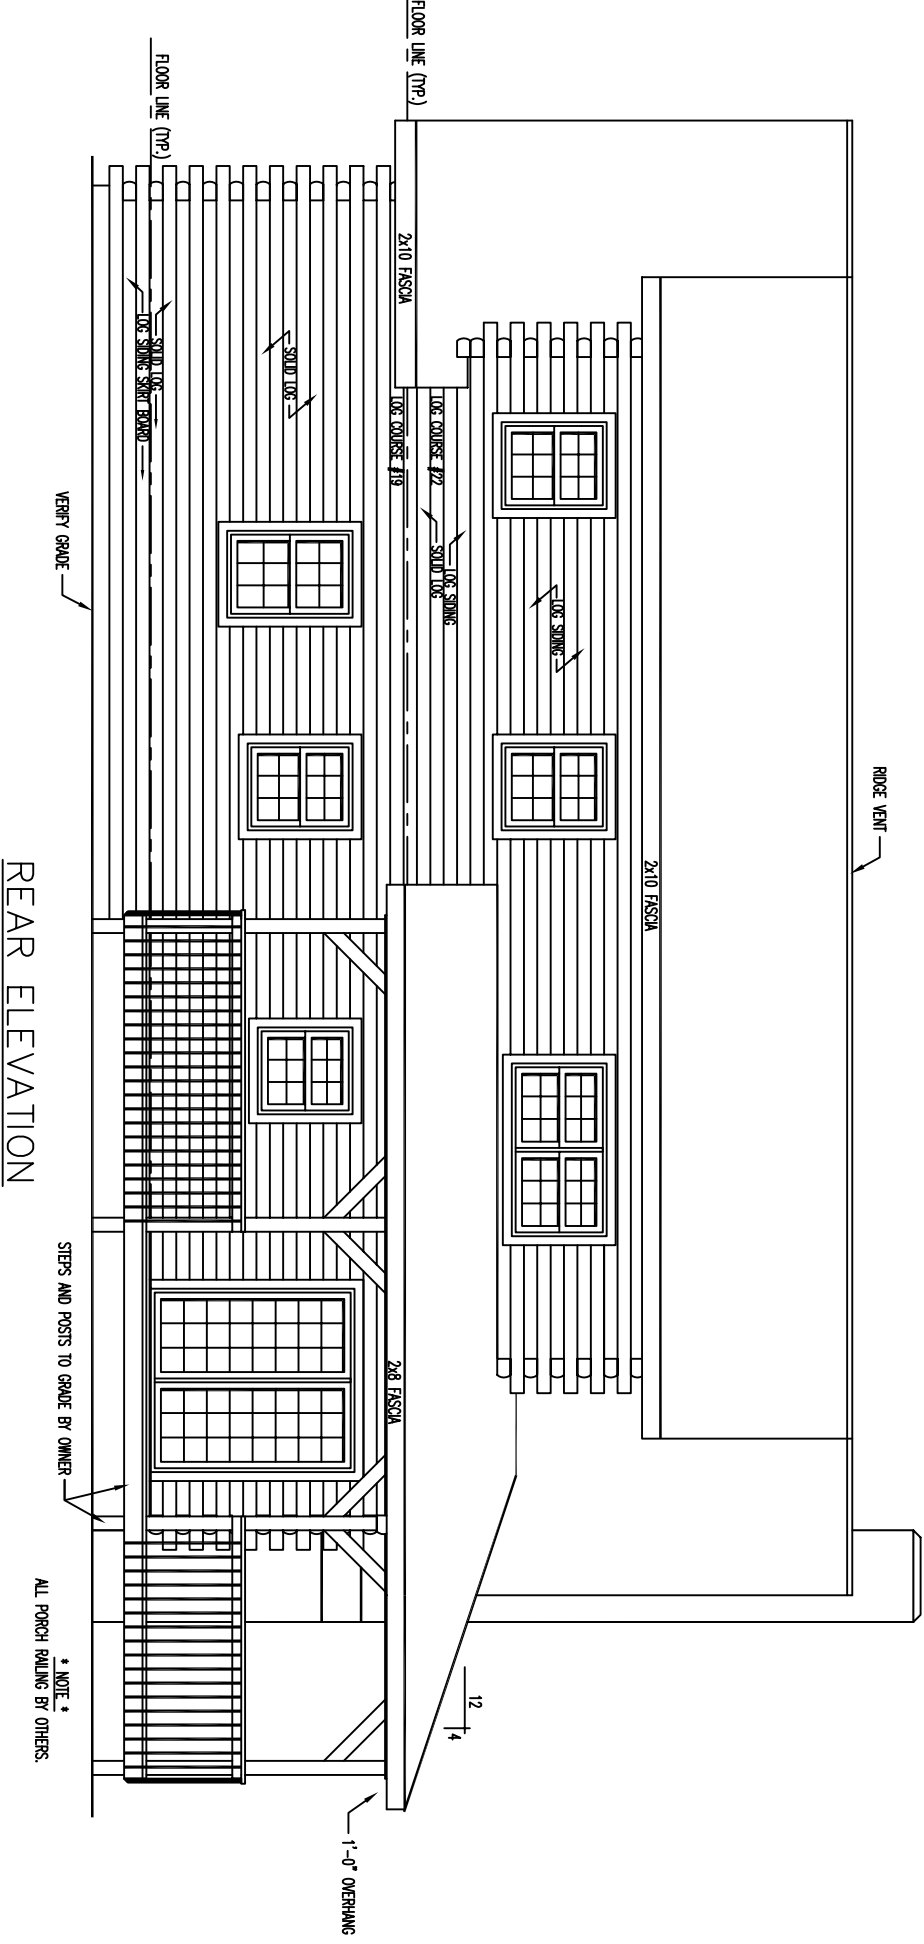 RIDGE VENT
2x10 FASCIA
LOG SIDING
FLOOR LINE (TYP.)
2x10 FASCIA
LOG COURSE #22
LOG SIDING
SOLID LOG
LOG COURSE #19
12
4
2x8 FASCIA
1'-0" OVERHANG
SOLID LOG
FLOOR LINE (TYP.)
SOLID LOG
LOG SIDING SKIRT BOARD
VERIFY GRADE
STEPS AND POSTS TO GRADE BY OWNER
* NOTE *
ALL PORCH RAILING BY OTHERS.
REAR ELEVATION